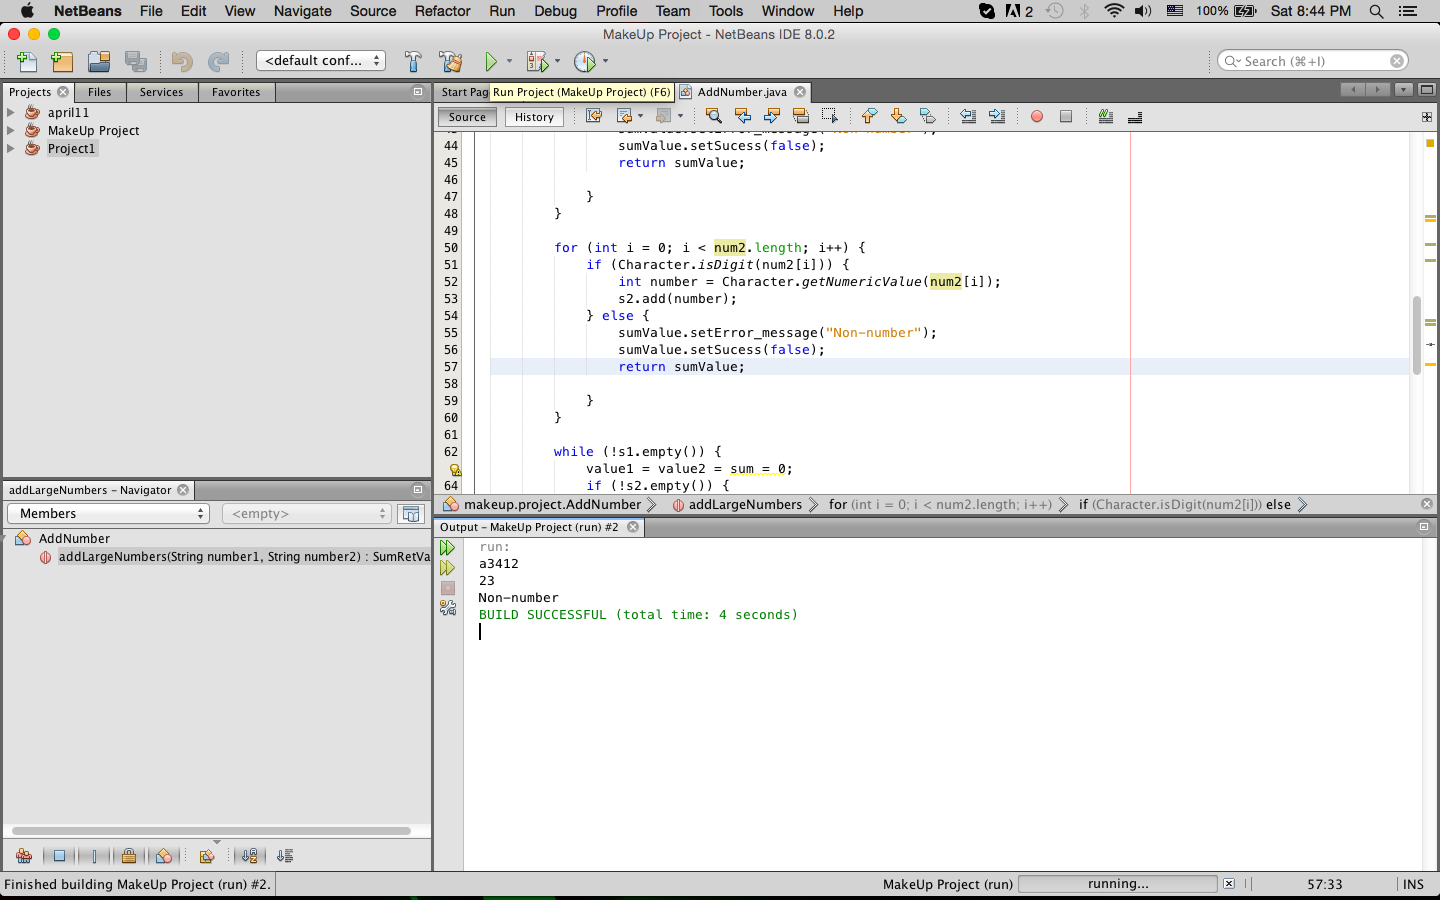 NetBeans File Edit View Navigate Source Refactor Run Debug Profile Team Tools Window Help 2 100% Sat 8:44 PM
MakeUp Project – NetBeans IDE 8.0.2
<default conf... Search (⌘+I)
Projects Files Services Favorites
april11
MakeUp Project
Project1
Start Pag Run Project (MakeUp Project) (F6) AddNumber.java
Source History
44 sumValue.setSucess(false);
45 return sumValue;
46
47 }
48 }
49
50 for (int i = 0; i < num2.length; i++) {
51 if (Character.isDigit(num2[i])) {
52 int number = Character.getNumericValue(num2[i]);
53 s2.add(number);
54 } else {
55 sumValue.setError_message("Non-number");
56 sumValue.setSucess(false);
57 return sumValue;
58
59 }
60 }
61
62 while (!s1.empty()) {
value1 = value2 = sum = 0;
64 if (!s2.empty()) {
makeup.project.AddNumber addLargeNumbers for (int i = 0; i < num2.length; i++) if (Character.isDigit(num2[i])) else
addLargeNumbers – Navigator
Members <empty>
AddNumber
addLargeNumbers(String number1, String number2) : SumRetVa
Output – MakeUp Project (run) #2
run:
a3412
23
Non-number
BUILD SUCCESSFUL (total time: 4 seconds)
Finished building MakeUp Project (run) #2. MakeUp Project (run) running... 57:33 INS